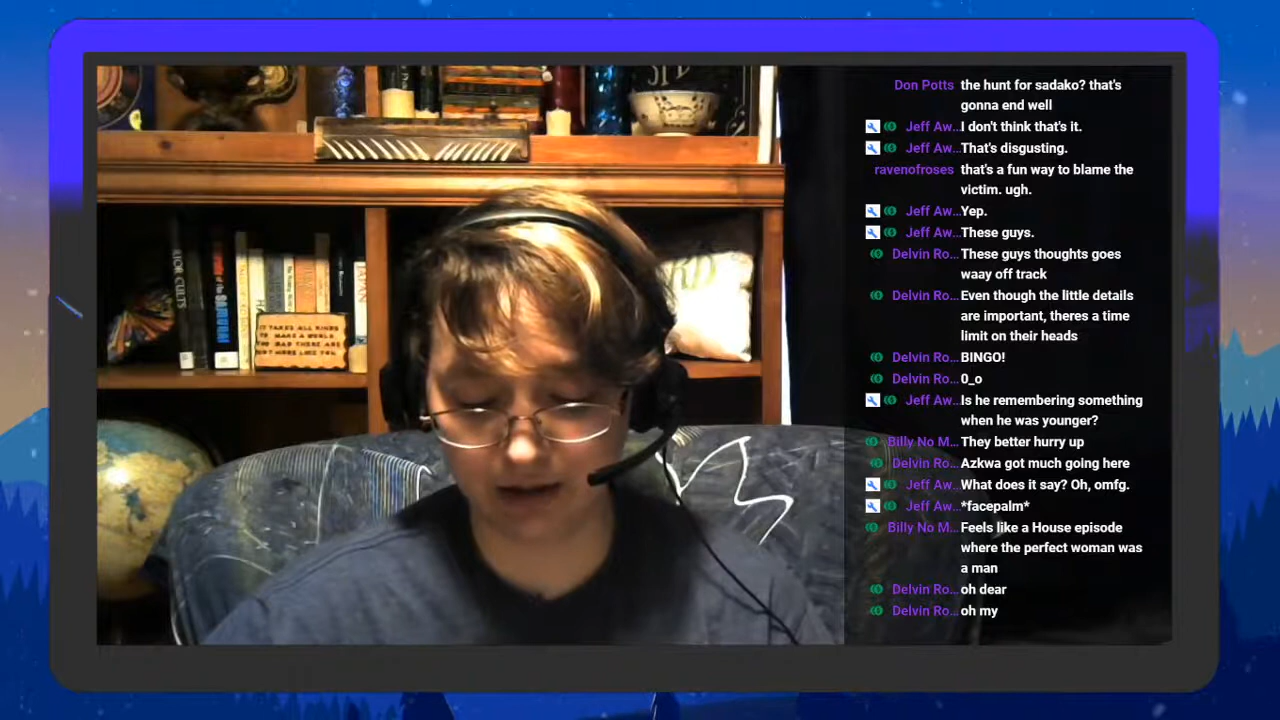 Don Potts the hunt for sadako? that's
gonna end well
Jeff Aw... I don't think that's it.
Jeff Aw... That's disgusting.
ravenofroses that's a fun way to blame the
victim. ugh.
Jeff Aw... Yep.
Jeff Aw... These guys.
Delvin Ro... These guys thoughts goes
waay off track
Delvin Ro... Even though the little details
are important, theres a time
limit on their heads
Delvin Ro... BINGO!
Delvin Ro... 0_o
Jeff Aw... Is he remembering something
when he was younger?
Billy No M... They better hurry up
Delvin Ro... Azkwa got much going here
Jeff Aw... What does it say? Oh, omfg.
Jeff Aw... *facepalm*
Billy No M... Feels like a House episode
where the perfect woman was
a man
Delvin Ro... oh dear
Delvin Ro... oh my
IT TAKES ALL KINDS
TO MAKE A WORLD.
TOO BAD THERE ARE
NOT MORE LIKE YOU.
SAMURAI
CULTS